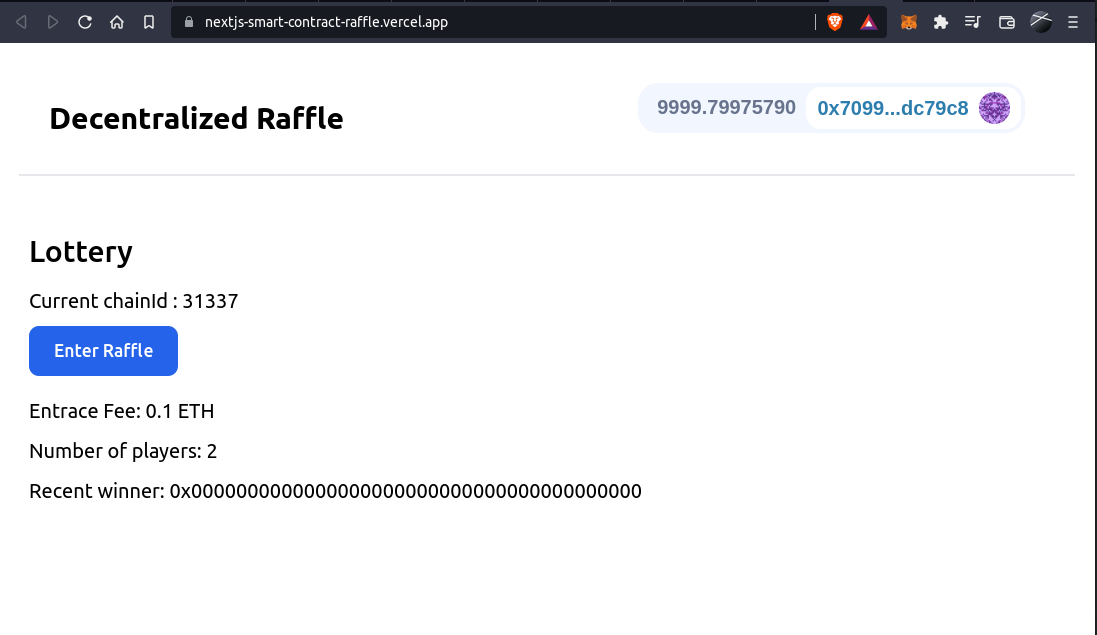 nextjs-smart-contract-raffle.vercel.app
Decentralized Raffle
9999.79975790 0x7099...dc79c8
Lottery
Current chainId : 31337
Enter Raffle
Entrace Fee: 0.1 ETH
Number of players: 2
Recent winner: 0x0000000000000000000000000000000000000000